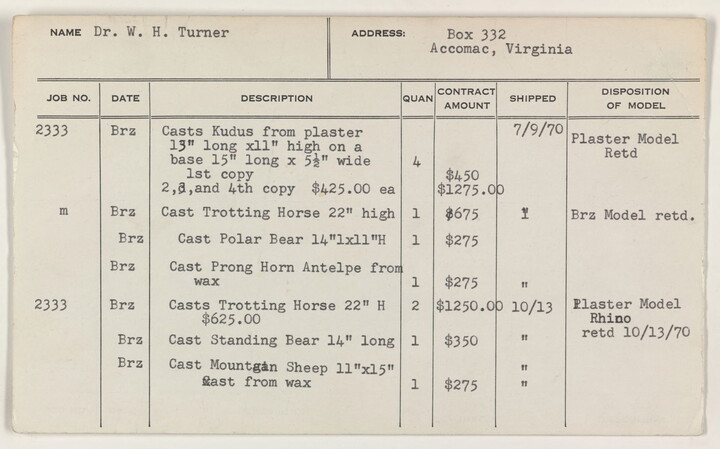 NAME Dr. W. H. Turner
ADDRESS: Box 332
Accomac, Virginia
JOB NO. DATE DESCRIPTION QUAN CONTRACT AMOUNT SHIPPED DISPOSITION OF MODEL
2333 Brz Casts Kudus from plaster 7/9/70 Plaster Model
13" long x11" high on a Retd
base 15" long x 5½" wide 4
1st copy $450
2,3,and 4th copy $425.00 ea $1275.00
m Brz Cast Trotting Horse 22" high 1 $675 " Brz Model retd.
Brz Cast Polar Bear 14"lx11"H 1 $275
Brz Cast Prong Horn Antelpe from
wax 1 $275 "
2333 Brz Casts Trotting Horse 22" H 2 $1250.00 10/13 Plaster Model
$625.00 Rhino
retd 10/13/70
Brz Cast Standing Bear 14" long 1 $350 "
Brz Cast Mountain Sheep 11"x15" "
Cast from wax 1 $275 "